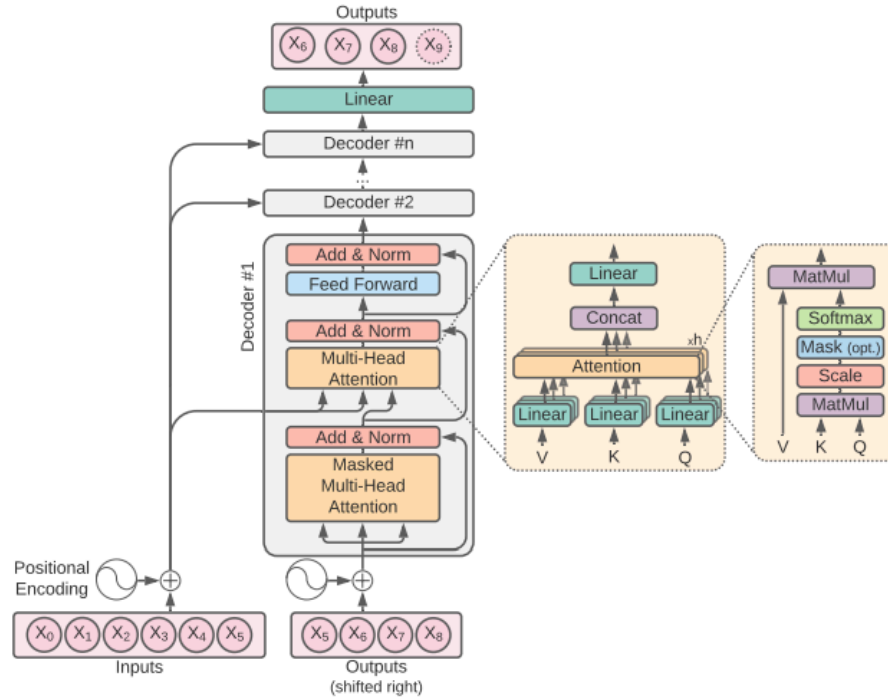 Outputs
X6 X7 X8 X9
Linear
Decoder #n
...
Decoder #2
Decoder #1
Add & Norm
Feed Forward
Add & Norm
Multi-Head
Attention
Add & Norm
Masked
Multi-Head
Attention
Positional
Encoding
X0 X1 X2 X3 X4 X5
Inputs
X5 X6 X7 X8
Outputs
(shifted right)
Linear
Concat
xh
Attention
Linear Linear Linear
V K Q
MatMul
Softmax
Mask (opt.)
Scale
MatMul
V K Q